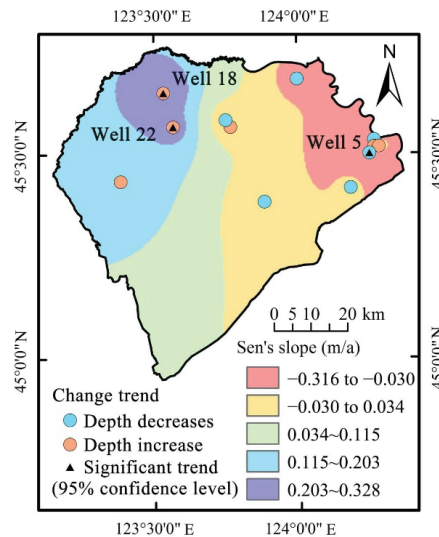 123°30'0"E 124°0'0"E
N
Well 18
Well 22
Well 5
45°30'0"N
45°30'0"N
0 5 10 20 km
Sen's slope (m/a)
45°0'0"N
45°0'0"N
Change trend
Depth decreases
Depth increase
Significant trend
(95% confidence level)
−0.316 to −0.030
−0.030 to 0.034
0.034~0.115
0.115~0.203
0.203~0.328
123°30'0"E 124°0'0"E